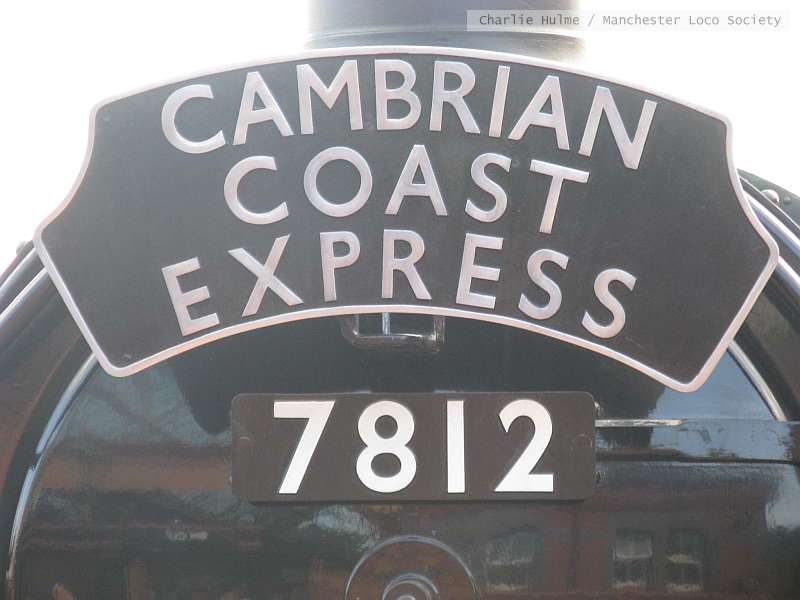 Charlie Hulme / Manchester Loco Society
CAMBRIAN
COAST
EXPRESS
7812